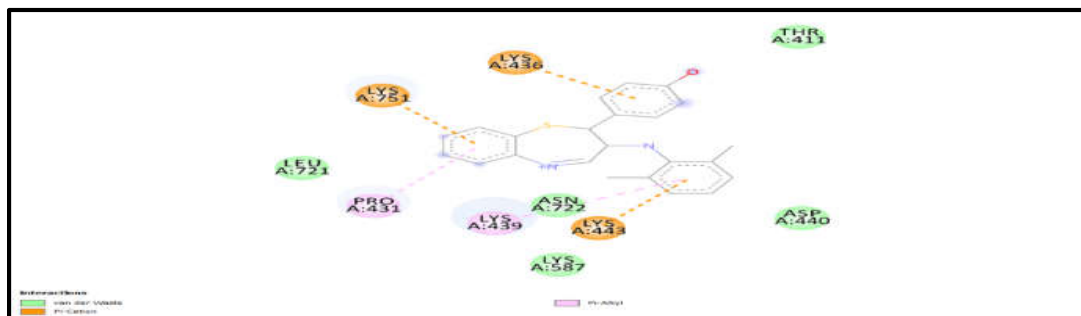 THR
A:411
LYS
A:436
LYS
A:751
S
O
N
N
LEU
A:721
PRO
A:431
LYS
A:439
ASN
A:722
LYS
A:443
ASP
A:440
LYS
A:587
Interactions
van der Waals
Pi-Cation
Pi-Alkyl